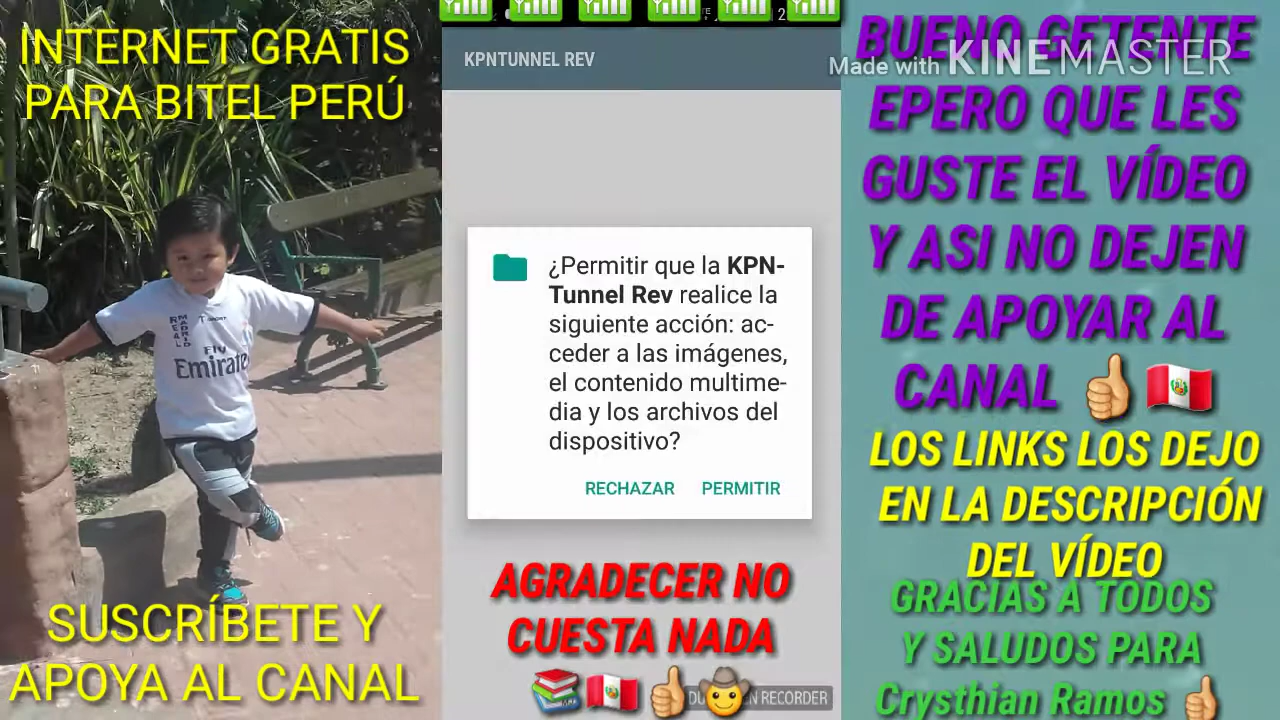 INTERNET GRATIS
PARA BITEL PERÚ
REAL
MADRID
Emirate
SUSCRÍBETE Y
APOYA AL CANAL
KPNTUNNEL REV
¿Permitir que la KPN-
Tunnel Rev realice la
siguiente acción: ac-
ceder a las imágenes,
el contenido multime-
dia y los archivos del
dispositivo?
RECHAZAR PERMITIR
AGRADECER NO
CUESTA NADA
EN RECORDER
Made with KINEMASTER
BUENO GETENTE
EPERO QUE LES
GUSTE EL VÍDEO
Y ASI NO DEJEN
DE APOYAR AL
CANAL
LOS LINKS LOS DEJO
EN LA DESCRIPCIÓN
DEL VÍDEO
GRACIAS A TODOS
Y SALUDOS PARA
Crysthian Ramos